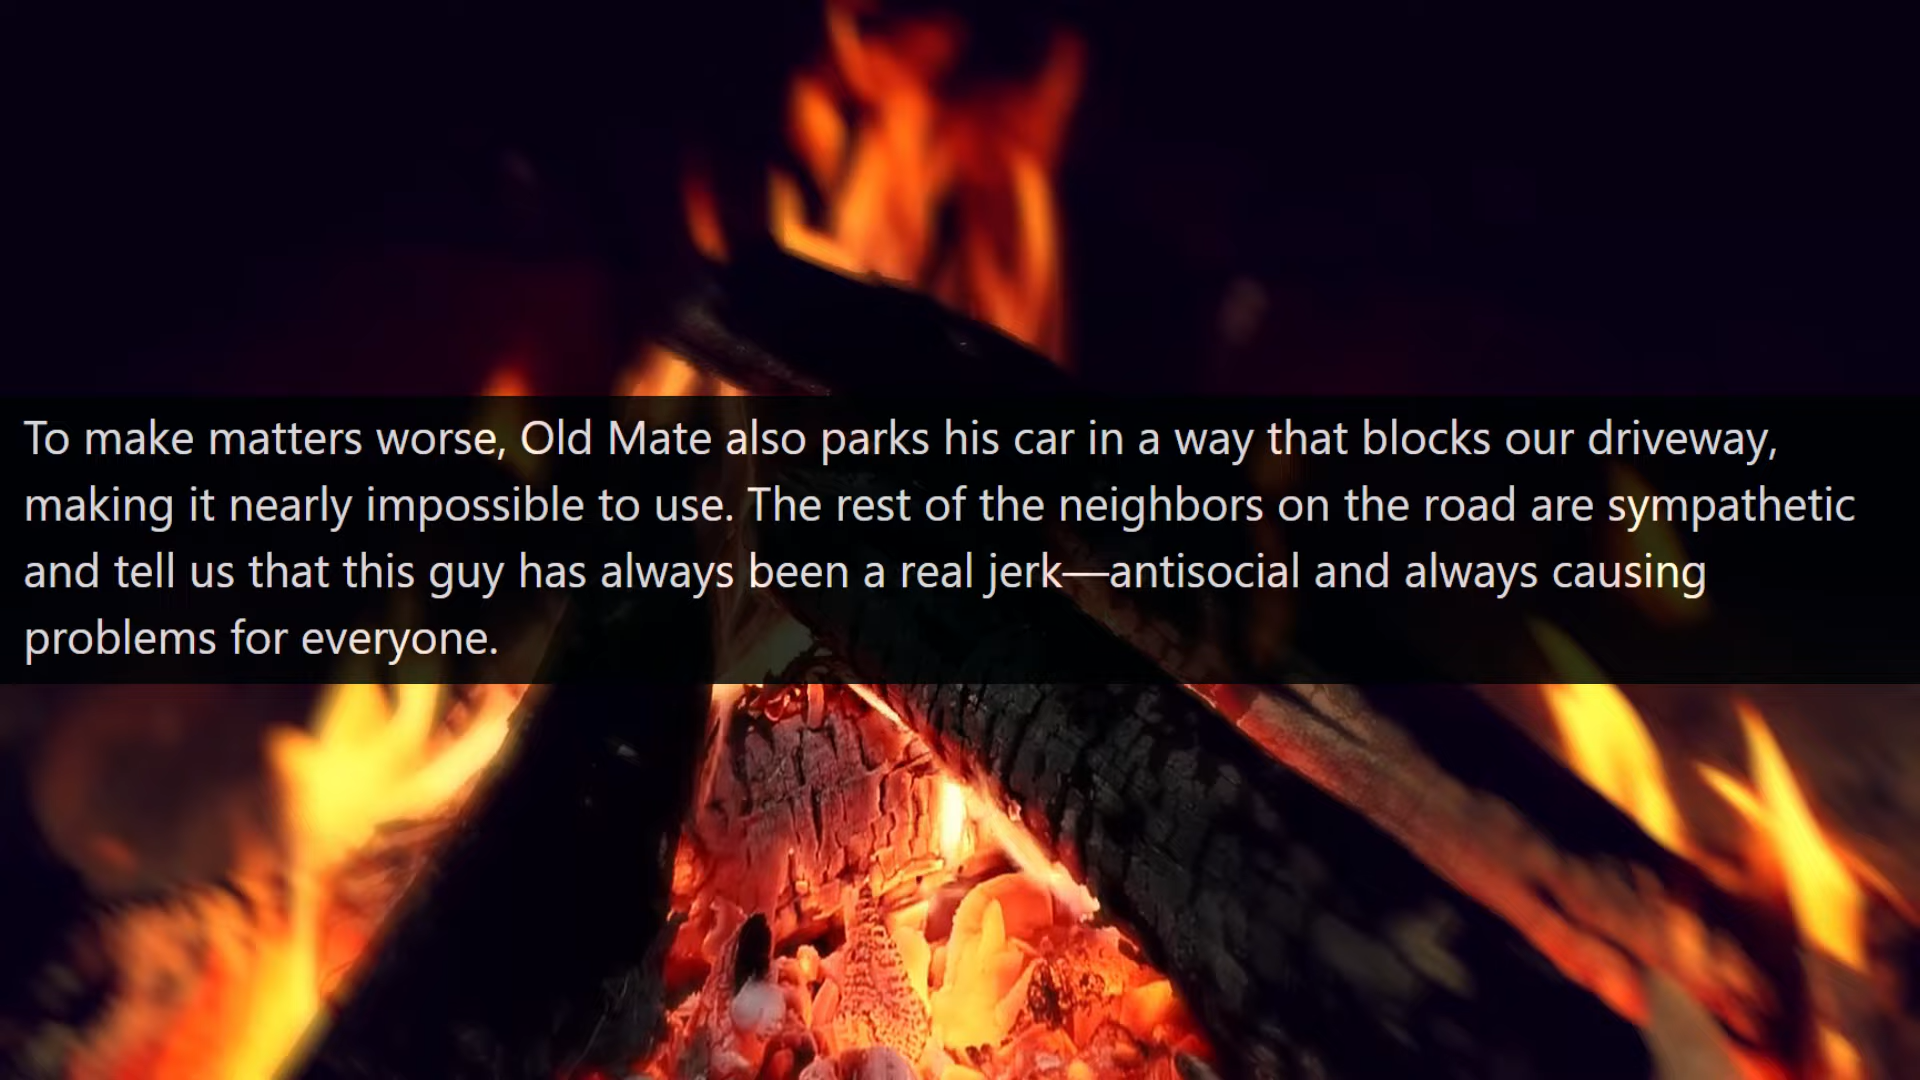 To make matters worse, Old Mate also parks his car in a way that blocks our driveway,
making it nearly impossible to use. The rest of the neighbors on the road are sympathetic
and tell us that this guy has always been a real jerk—antisocial and always causing
problems for everyone.